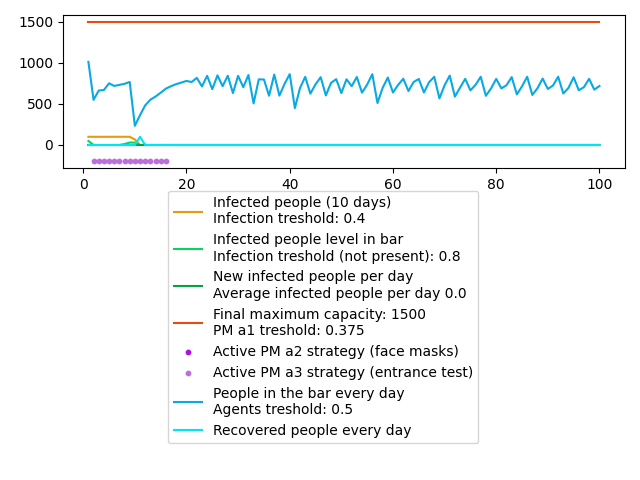 1500
1000
500
0
0
20
40
60
80
100
Infected people (10 days)
Infection treshold: 0.4
Infected people level in bar
Infection treshold (not present): 0.8
New infected people per day
Average infected people per day 0.0
Final maximum capacity: 1500
PM a1 treshold: 0.375
Active PM a2 strategy (face masks)
Active PM a3 strategy (entrance test)
People in the bar every day
Agents treshold: 0.5
Recovered people every day